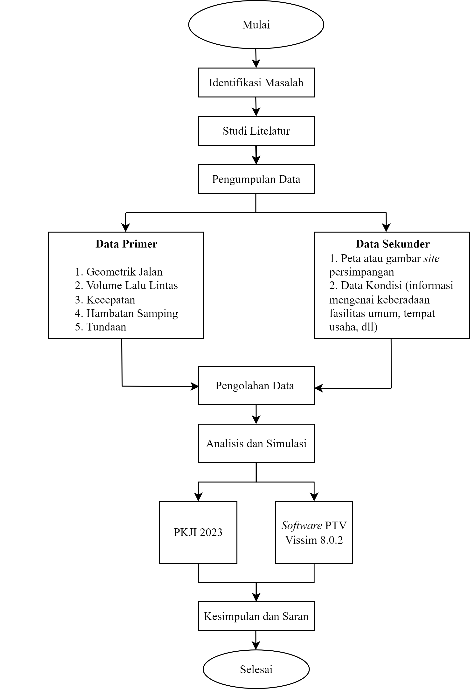 Mulai
Identifikasi Masalah
Studi Litelatur
Pengumpulan Data
Data Primer
1. Geometrik Jalan
2. Volume Lalu Lintas
3. Kecepatan
4. Hambatan Samping
5. Tundaan
Data Sekunder
1. Peta atau gambar site
persimpangan
2. Data Kondisi (informasi
mengenai keberadaan
fasilitas umum, tempat
usaha, dll)
Pengolahan Data
Analisis dan Simulasi
PKJI 2023
Software PTV
Vissim 8.0.2
Kesimpulan dan Saran
Selesai